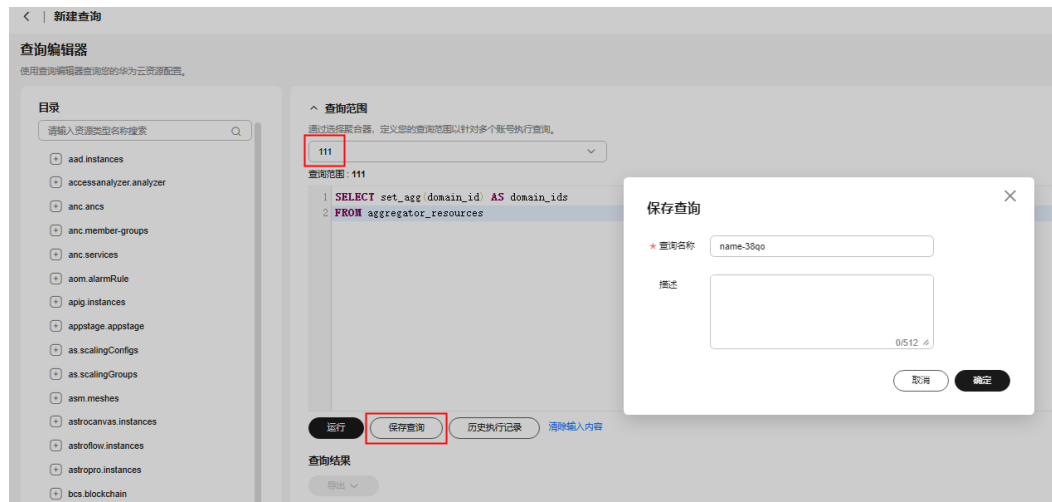 新建查询
查询编辑器
使用查询编辑器查询您的华为云资源配置。
目录
请输入资源类型名称搜索
aad.instances
accessanalyzer.analyzer
anc.ancs
anc.member-groups
anc.services
aom.alarmRule
apig.instances
appstage.appstage
as.scalingConfigs
as.scalingGroups
asm.meshes
astrocanvas.instances
astroflow.instances
astropro.instances
bcs.blockchain
查询范围
通过选择聚合器，定义您的查询范围以针对多个账号执行查询。
111
查询范围 : 111
1 SELECT set_agg(domain_id) AS domain_ids
2 FROM aggregator_resources
运行 保存查询 历史执行记录 清除输入内容
查询结果
导出
保存查询
* 查询名称 name-38qo
描述
0/512
取消 确定